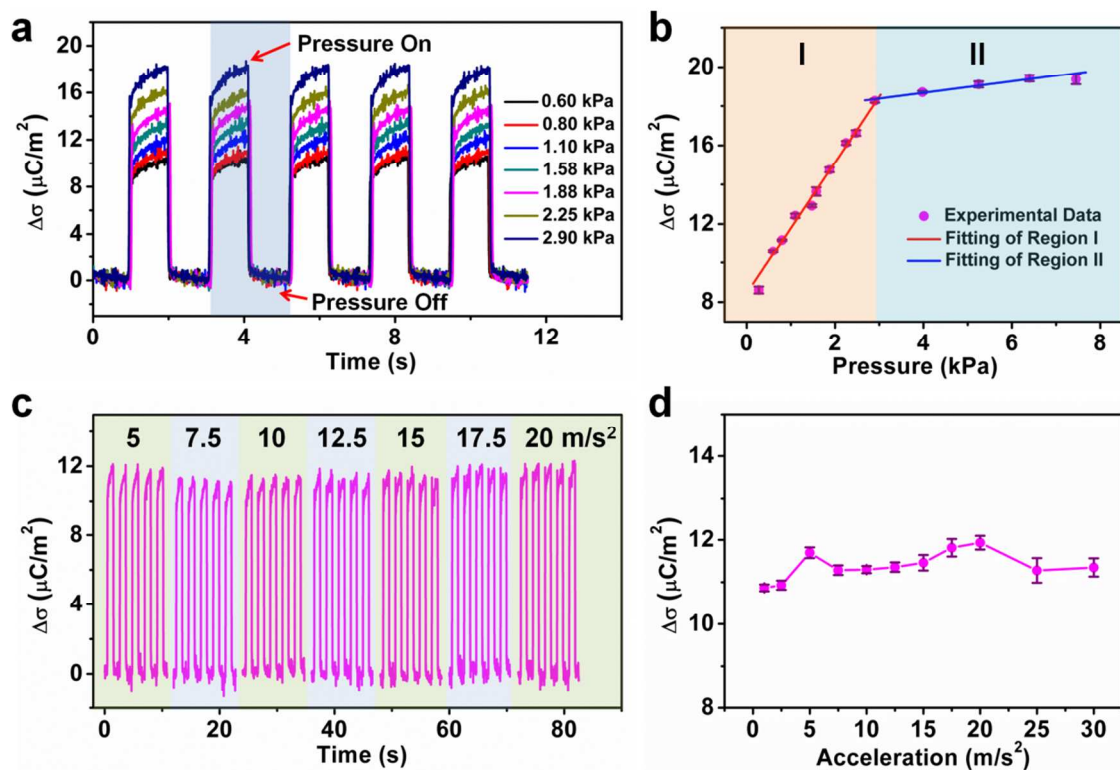 a
Δσ (μC/m²)
20
16
12
8
4
0
Pressure On
0.60 kPa
0.80 kPa
1.10 kPa
1.58 kPa
1.88 kPa
2.25 kPa
2.90 kPa
Pressure Off
0 4 8 12
Time (s)
b
Δσ (μC/m²)
20
16
12
8
I II
Experimental Data
Fitting of Region I
Fitting of Region II
0 2 4 6 8
Pressure (kPa)
c
Δσ (μC/m²)
12
8
4
0
5 7.5 10 12.5 15 17.5 20 m/s²
0 20 40 60 80
Time (s)
d
Δσ (μC/m²)
14
12
10
8
0 5 10 15 20 25 30
Acceleration (m/s²)